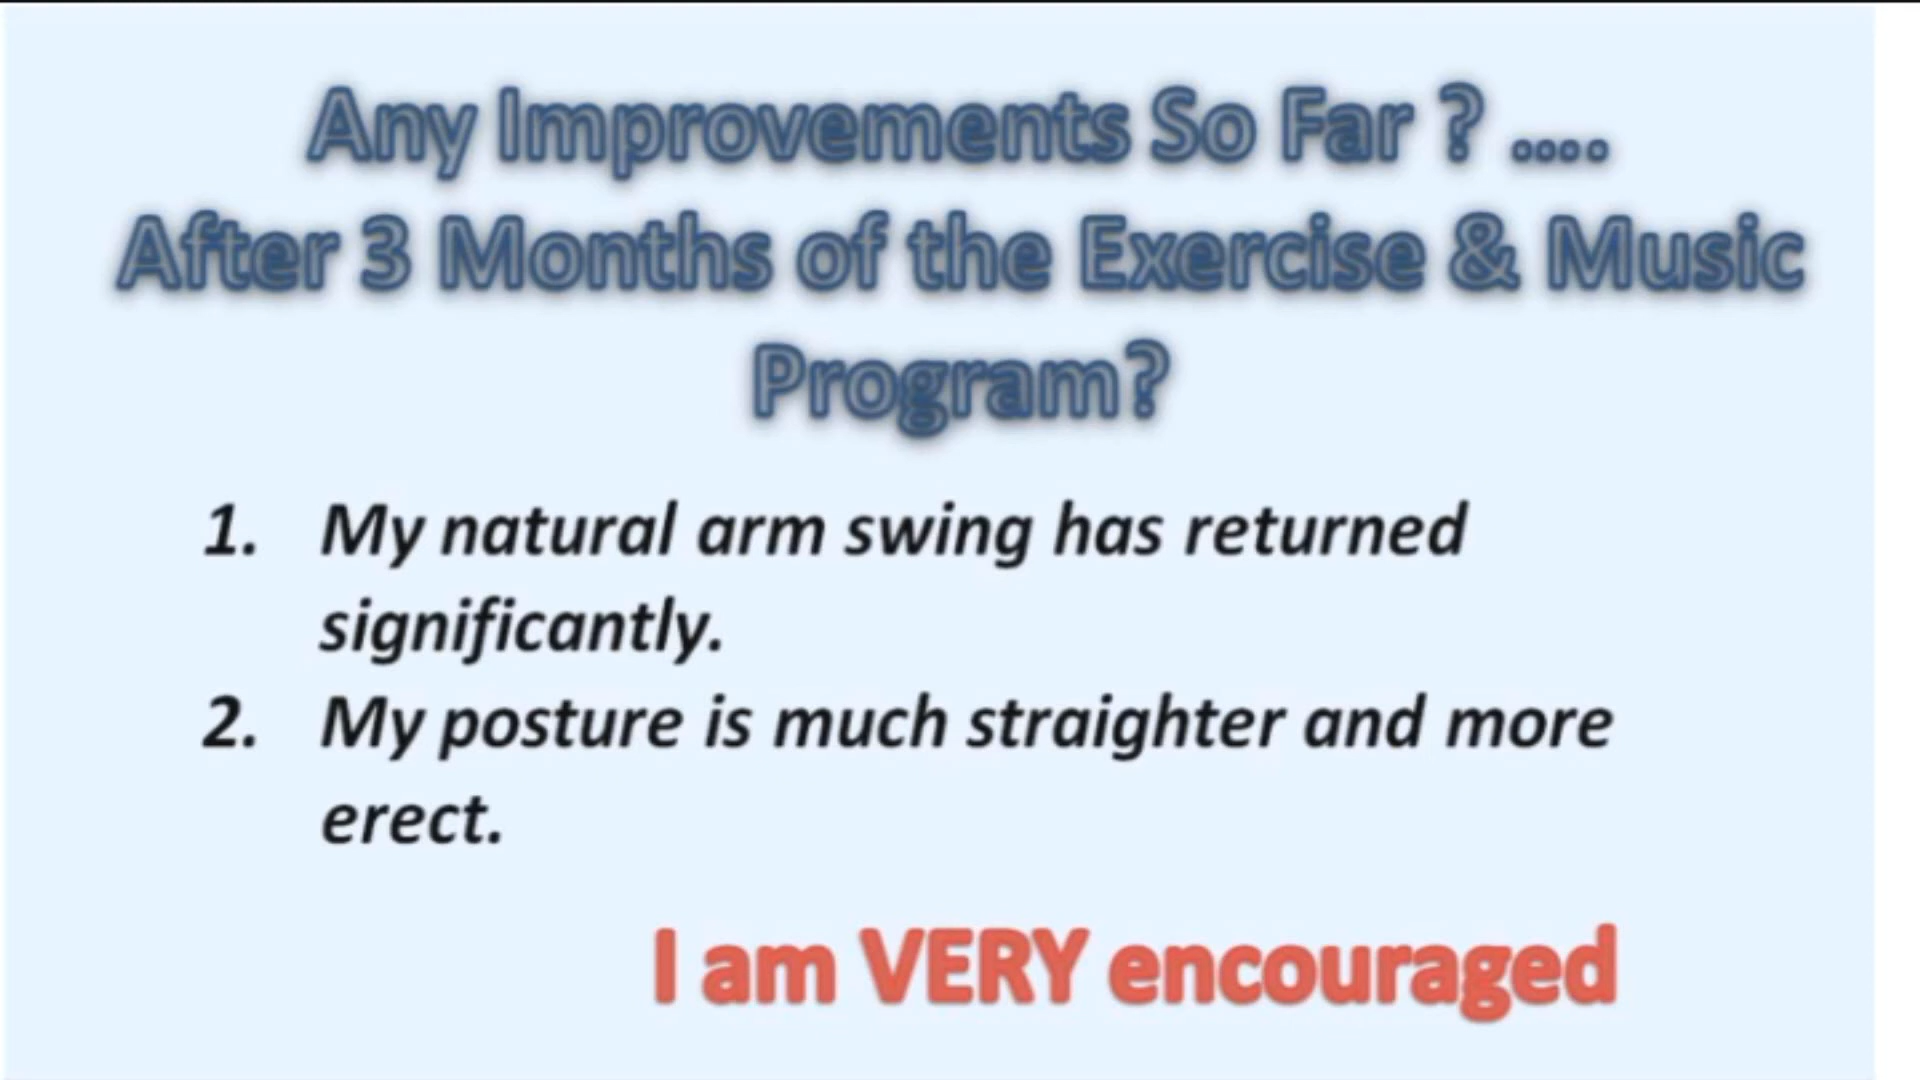 Any Improvements So Far ? ....
After 3 Months of the Exercise & Music
Program?
1. My natural arm swing has returned
significantly.
2. My posture is much straighter and more
erect.
I am VERY encouraged